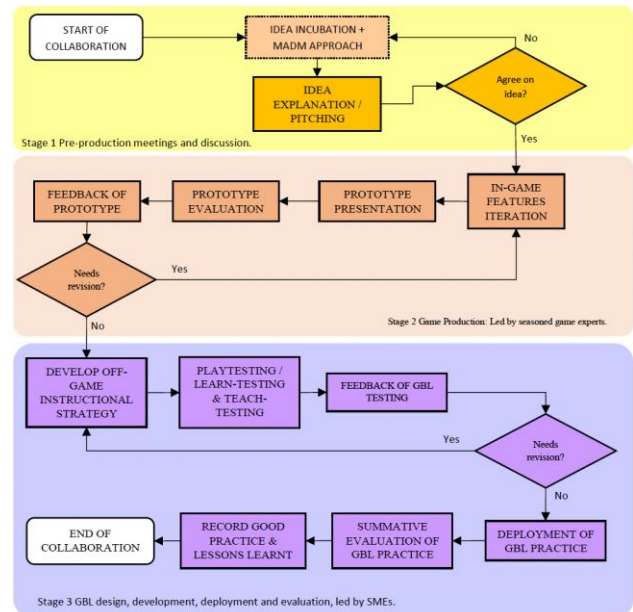 START OF
COLLABORATION
IDEA INCUBATION +
MADM APPROACH
No
IDEA
EXPLANATION /
PITCHING
Agree on
idea?
Stage 1 Pre-production meetings and discussion.
Yes
FEEDBACK OF
PROTOTYPE
PROTOTYPE
EVALUATION
PROTOTYPE
PRESENTATION
IN-GAME
FEATURES
ITERATION
Needs
revision?
Yes
No
Stage 2 Game Production: Led by seasoned game experts.
DEVELOP OFF-
GAME
INSTRUCTIONAL
STRATEGY
PLAYTESTING /
LEARN-TESTING
& TEACH-
TESTING
FEEDBACK OF GBL
TESTING
Yes
Needs
revision?
No
END OF
COLLABORATION
RECORD GOOD
PRACTICE &
LESSONS LEARNT
SUMMATIVE
EVALUATION OF
GBL PRACTICE
DEPLOYMENT OF
GBL PRACTICE
Stage 3 GBL design, development, deployment and evaluation, led by SMEs.